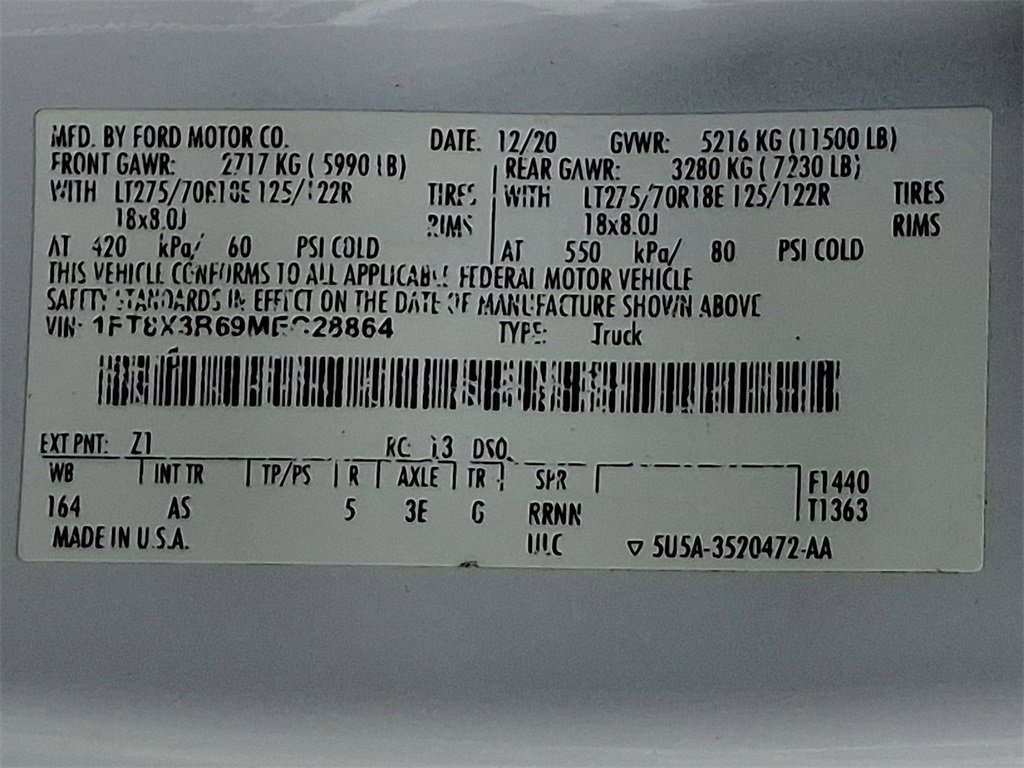 MFD. BY FORD MOTOR CO. DATE: 12/20 GVWR: 5216 KG (11500 LB)
FRONT GAWR: 2717 KG ( 5990 LB) REAR GAWR: 3280 KG ( 7230 LB)
WITH LT275/70R18E 125/122R TIRES WITH LT275/70R18E 125/122R TIRES
18x8.0J RIMS 18x8.0J RIMS
AT 420 kPa/ 60 PSI COLD AT 550 kPa/ 80 PSI COLD
THIS VEHICLE CONFORMS TO ALL APPLICABLE FEDERAL MOTOR VEHICLE
SAFETY STANDARDS IN EFFECT ON THE DATE OF MANUFACTURE SHOWN ABOVE
VIN: TYPE: Truck
EXT PNT: Z1 RC: 13 DSO:
WB INT TR TP/PS R AXLE TR SPR F1440
164 AS 5 3E G RRNN T1363
MADE IN U.S.A. ▽ 5U5A-3520472-AA